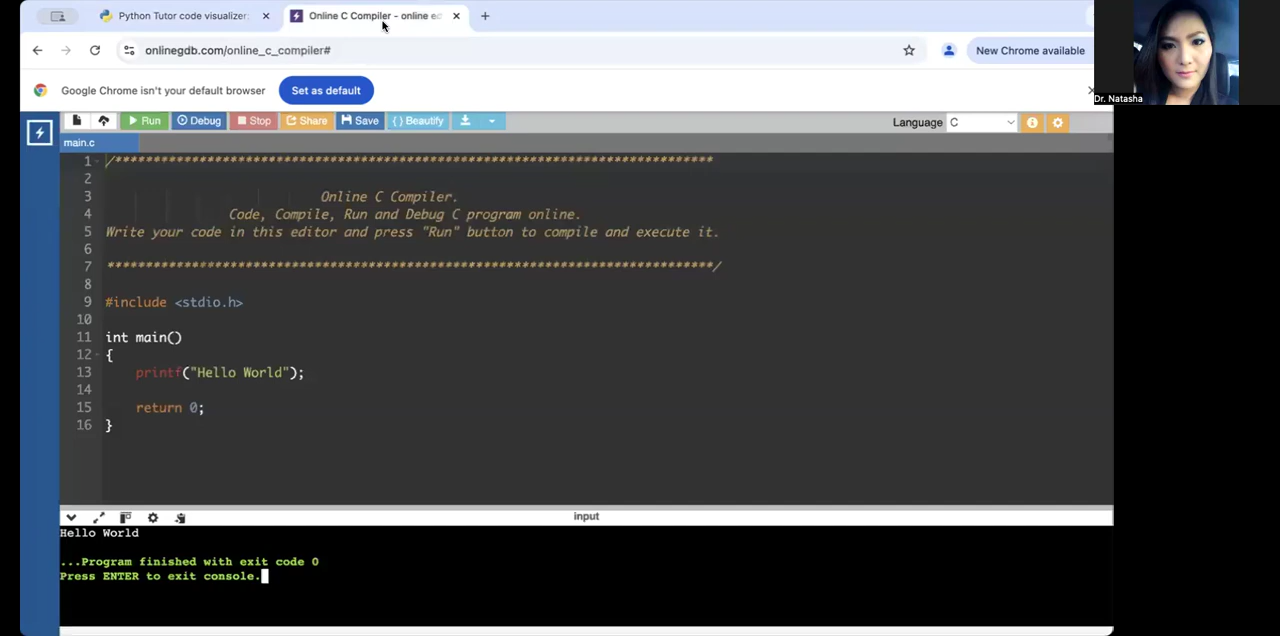 Python Tutor code visualizer:
Online C Compiler - online ed
onlinegdb.com/online_c_compiler#
New Chrome available
Google Chrome isn't your default browser
Set as default
Dr. Natasha
Run Debug Stop Share Save { } Beautify
Language C
main.c
1 /******************************************************************************
2
3 Online C Compiler.
4 Code, Compile, Run and Debug C program online.
5 Write your code in this editor and press "Run" button to compile and execute it.
6
7 *******************************************************************************/
8
9 #include <stdio.h>
10
11 int main()
12 {
13 printf("Hello World");
14
15 return 0;
16 }
input
Hello World
...Program finished with exit code 0
Press ENTER to exit console.